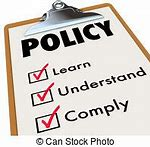 POLICY
Learn
Understand
Comply
© Can Stock Photo